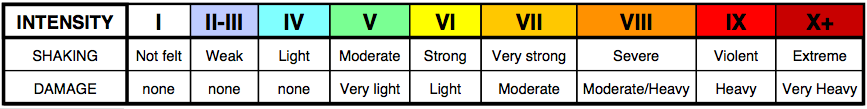 INTENSITY I II-III IV V VI VII VIII IX X+
SHAKING Not felt Weak Light Moderate Strong Very strong Severe Violent Extreme
DAMAGE none none none Very light Light Moderate Moderate/Heavy Heavy Very Heavy